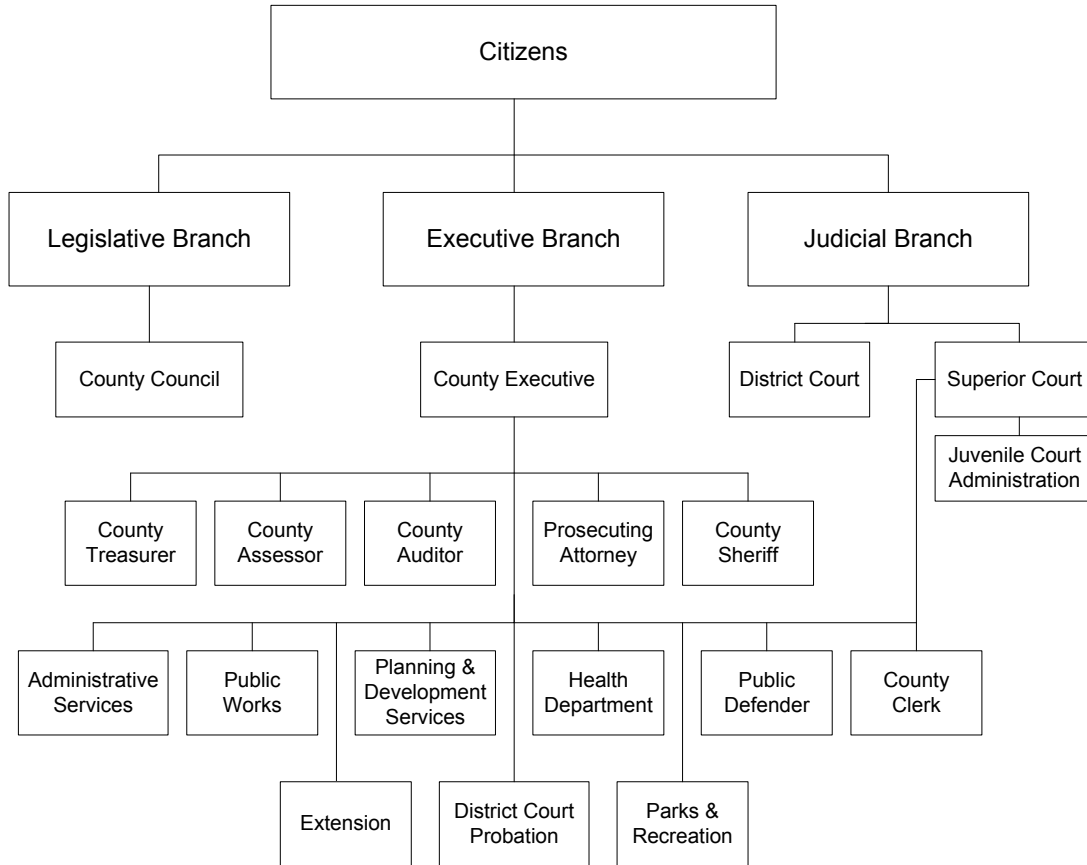 Citizens
Legislative Branch
Executive Branch
Judicial Branch
County Council
County Executive
District Court
Superior Court
Juvenile Court
Administration
County
Treasurer
County
Assessor
County
Auditor
Prosecuting
Attorney
County
Sheriff
Administrative
Services
Public
Works
Planning &
Development
Services
Health
Department
Public
Defender
County
Clerk
Extension
District Court
Probation
Parks &
Recreation